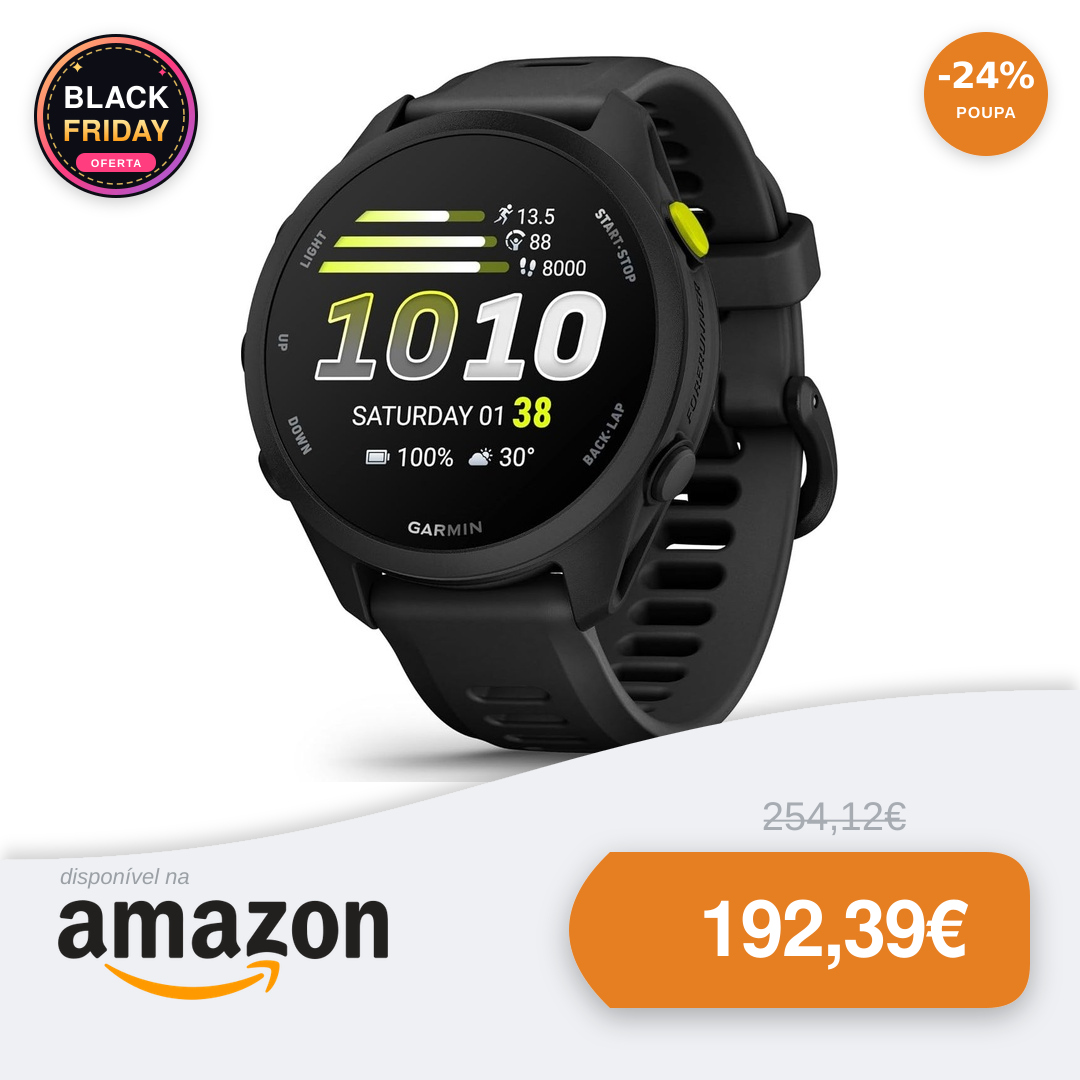 BLACK
FRIDAY
OFERTA
-24%
POUPA
13.5
88
8000
LIGHT
START·STOP
UP
1010
SATURDAY 01 38
DOWN
BACK·LAP
100% 30°
GARMIN
FORERUNNER
254,12€
disponível na
amazon
192,39€